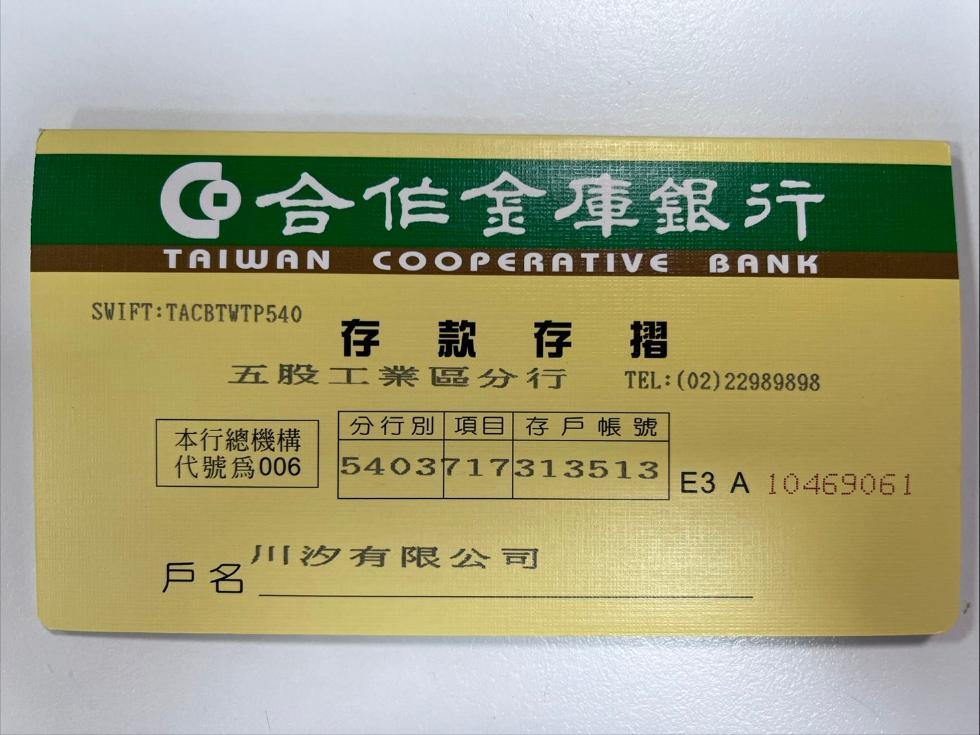 合作金庫銀行
TAIWAN COOPERATIVE BANK
SWIFT:TACBTWTP540
存款存摺
五股工業區分行 TEL:(02)22989898
本行總機構
代號爲006
分行別 項目 存戶帳號
5403717313513
E3 A 10469061
戶名 川汐有限公司